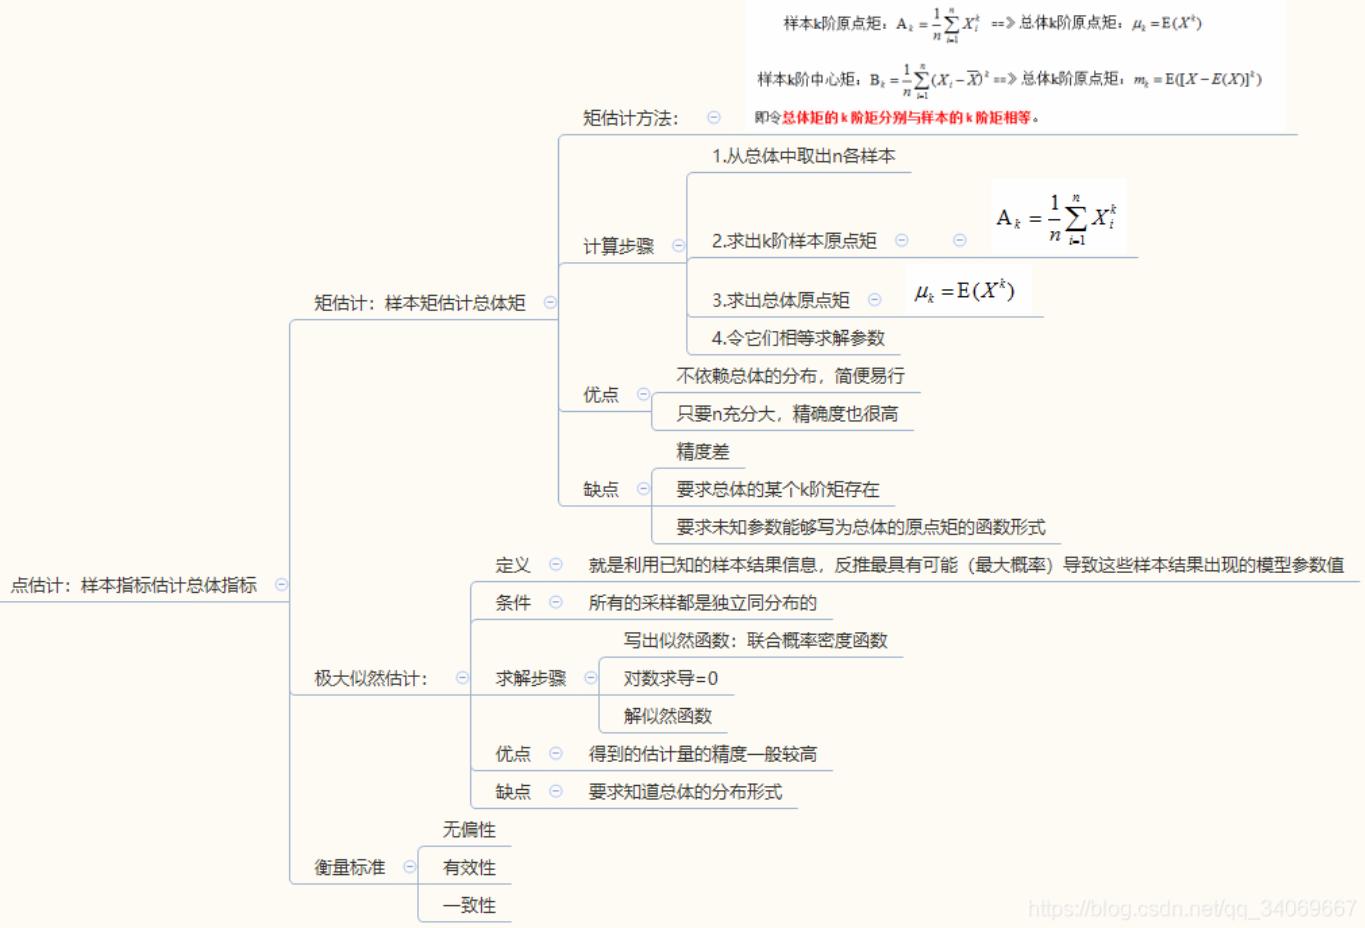 样本k阶原点矩：A_k = \frac{1}{n}\sum_{i=1}^{n} X_i^k ==》总体k阶原点矩：μ_k = E(X^k)
样本k阶中心矩：B_k = \frac{1}{n}\sum_{i=1}^{n} (X_i - \overline{X})^k ==》总体k阶原点矩：m_k = E([X - E(X)]^k)
矩估计方法：
即令总体矩的k阶矩分别与样本的k阶矩相等。
1.从总体中取出n各样本
计算步骤
2.求出k阶样本原点矩
A_k = \frac{1}{n}\sum_{i=1}^{n} X_i^k
3.求出总体原点矩
μ_k = E(X^k)
4.令它们相等求解参数
矩估计：样本矩估计总体矩
优点
不依赖总体的分布，简便易行
只要n充分大，精确度也很高
缺点
精度差
要求总体的某个k阶矩存在
要求未知参数能够写为总体的原点矩的函数形式
点估计：样本指标估计总体指标
定义
就是利用已知的样本结果信息，反推最具有可能（最大概率）导致这些样本结果出现的模型参数值
条件
所有的采样都是独立同分布的
极大似然估计：
求解步骤
写出似然函数：联合概率密度函数
对数求导=0
解似然函数
优点
得到的估计量的精度一般较高
缺点
要求知道总体的分布形式
衡量标准
无偏性
有效性
一致性
https://blog.csdn.net/qq_34069667